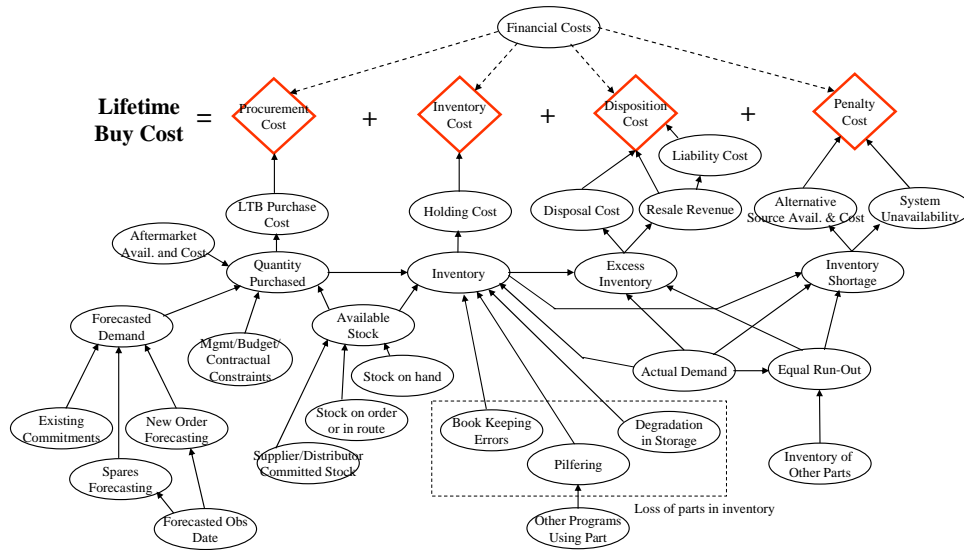 Financial Costs
Lifetime
Buy Cost
=
Procurement
Cost
+
Inventory
Cost
+
Disposition
Cost
+
Penalty
Cost
Liability Cost
LTB Purchase
Cost
Holding Cost
Disposal Cost
Resale Revenue
Alternative
Source Avail. & Cost
System
Unavailability
Aftermarket
Avail. and Cost
Quantity
Purchased
Inventory
Excess
Inventory
Inventory
Shortage
Forecasted
Demand
Available
Stock
Mgmt/Budget/
Contractual
Constraints
Stock on hand
Actual Demand
Equal Run-Out
Existing
Commitments
New Order
Forecasting
Stock on order
or in route
Book Keeping
Errors
Degradation
in Storage
Supplier/Distributor
Committed Stock
Pilfering
Inventory of
Other Parts
Spares
Forecasting
Loss of parts in inventory
Forecasted Obs
Date
Other Programs
Using Part